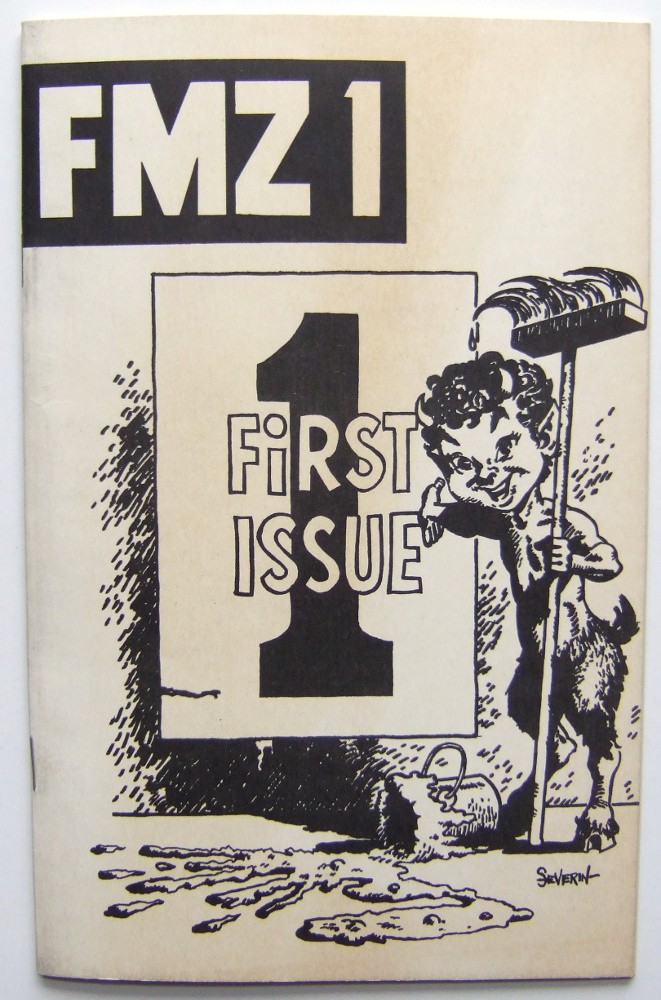 FMZ 1
1
FiRST
ISSUE
SEVERIN